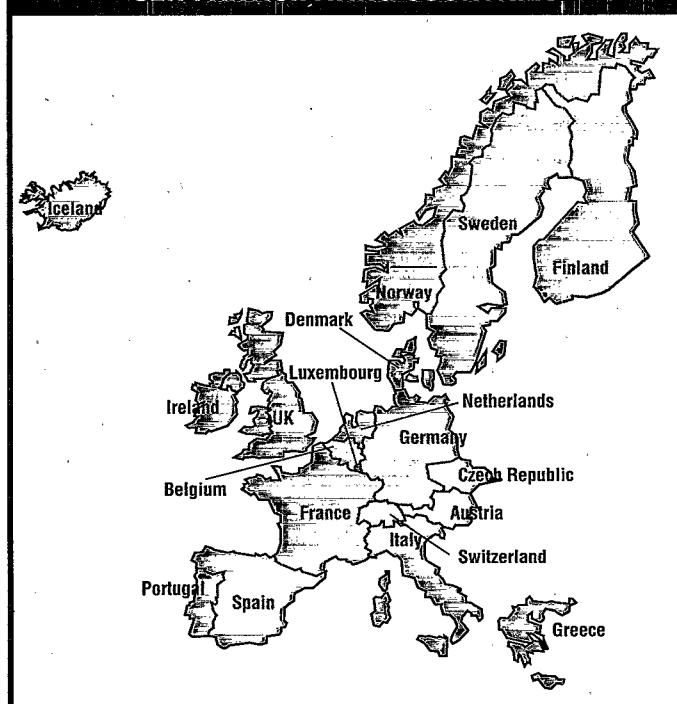 Iceland
Sweden
Finland
Norway
Denmark
Luxembourg
Ireland
UK
Netherlands
Germany
Czech Republic
Belgium
Austria
France
Italy
Switzerland
Portugal
Spain
Greece